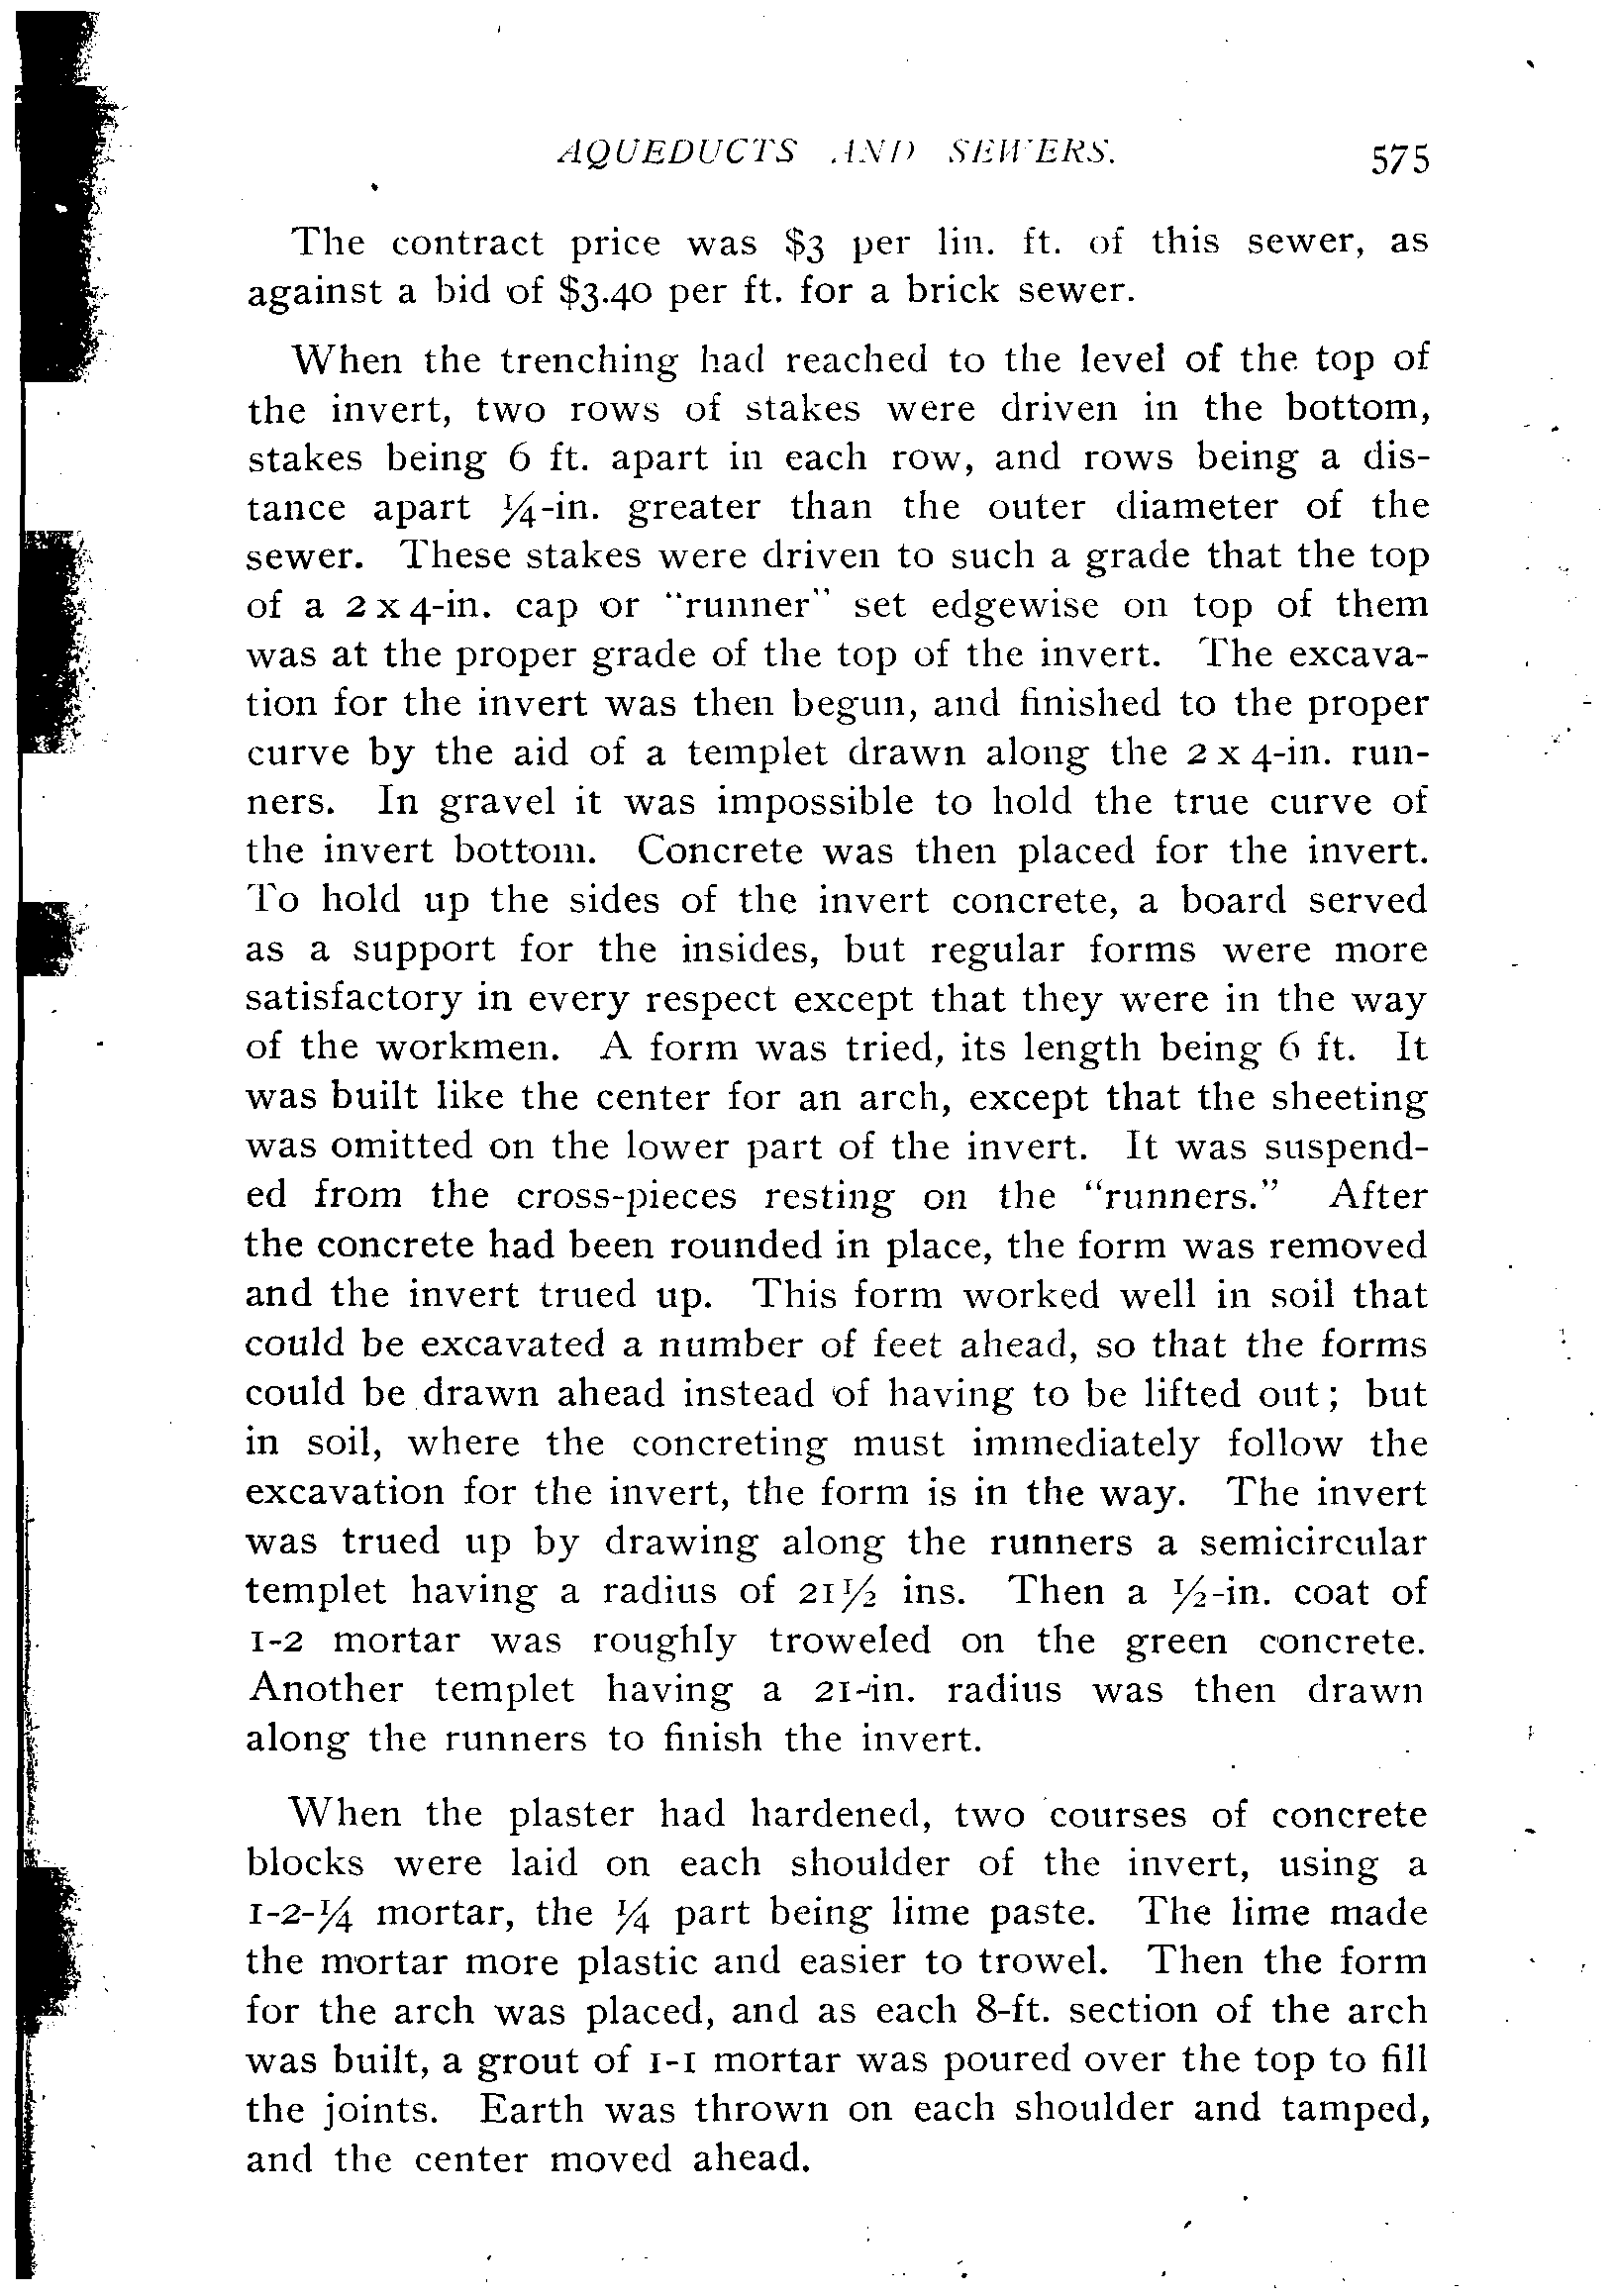 AQUEDUCTS AND SEWERS. 575
The contract price was $3 per lin. ft. of this sewer, as
against a bid of $3.40 per ft. for a brick sewer.
When the trenching had reached to the level of the top of
the invert, two rows of stakes were driven in the bottom,
stakes being 6 ft. apart in each row, and rows being a dis-
tance apart ¼-in. greater than the outer diameter of the
sewer. These stakes were driven to such a grade that the top
of a 2 x 4-in. cap or "runner" set edgewise on top of them
was at the proper grade of the top of the invert. The excava-
tion for the invert was then begun, and finished to the proper
curve by the aid of a templet drawn along the 2 x 4-in. run-
ners. In gravel it was impossible to hold the true curve of
the invert bottom. Concrete was then placed for the invert.
To hold up the sides of the invert concrete, a board served
as a support for the insides, but regular forms were more
satisfactory in every respect except that they were in the way
of the workmen. A form was tried, its length being 6 ft. It
was built like the center for an arch, except that the sheeting
was omitted on the lower part of the invert. It was suspend-
ed from the cross-pieces resting on the "runners." After
the concrete had been rounded in place, the form was removed
and the invert trued up. This form worked well in soil that
could be excavated a number of feet ahead, so that the forms
could be drawn ahead instead of having to be lifted out; but
in soil, where the concreting must immediately follow the
excavation for the invert, the form is in the way. The invert
was trued up by drawing along the runners a semicircular
templet having a radius of 21½ ins. Then a ½-in. coat of
1-2 mortar was roughly troweled on the green concrete.
Another templet having a 21-in. radius was then drawn
along the runners to finish the invert.
When the plaster had hardened, two courses of concrete
blocks were laid on each shoulder of the invert, using a
1-2-¼ mortar, the ¼ part being lime paste. The lime made
the mortar more plastic and easier to trowel. Then the form
for the arch was placed, and as each 8-ft. section of the arch
was built, a grout of 1-1 mortar was poured over the top to fill
the joints. Earth was thrown on each shoulder and tamped,
and the center moved ahead.